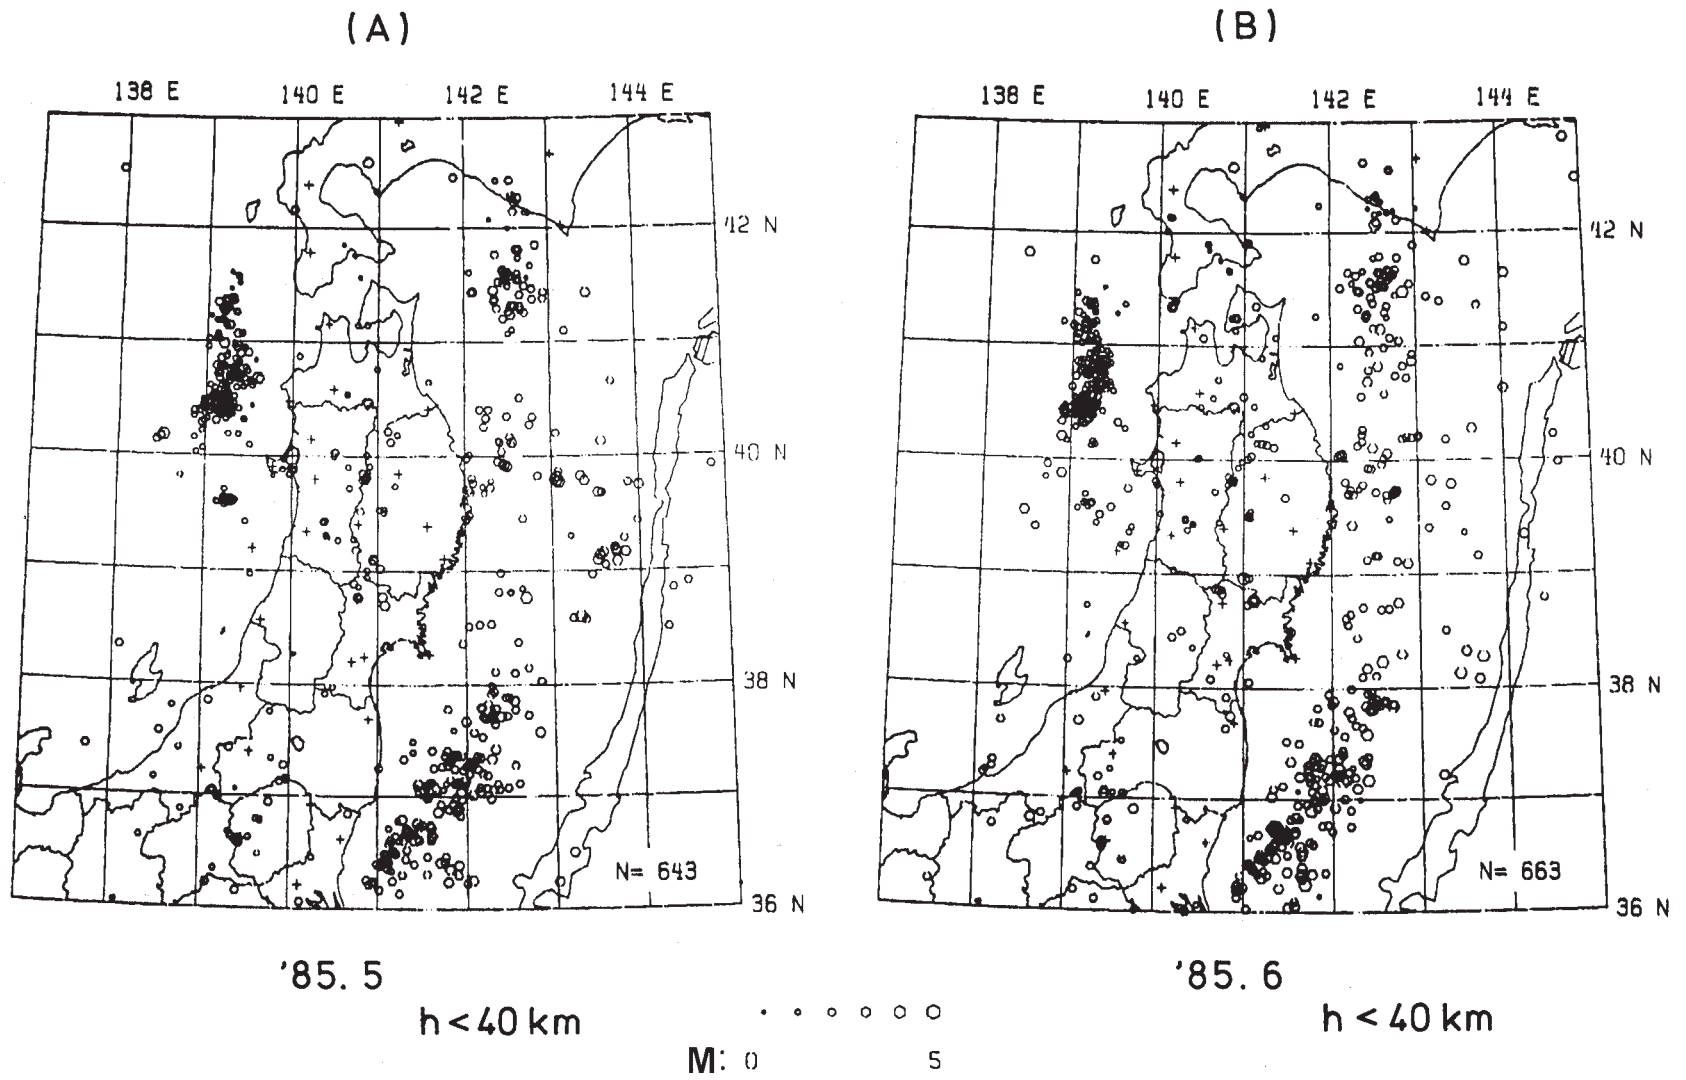 (A) (B)
138 E 140 E 142 E 144 E 138 E 140 E 142 E 144 E
42 N 42 N
40 N 40 N
38 N 38 N
N= 643 N= 663
36 N 36 N
'85. 5 '85. 6
h < 40 km h < 40 km
M: 0 5